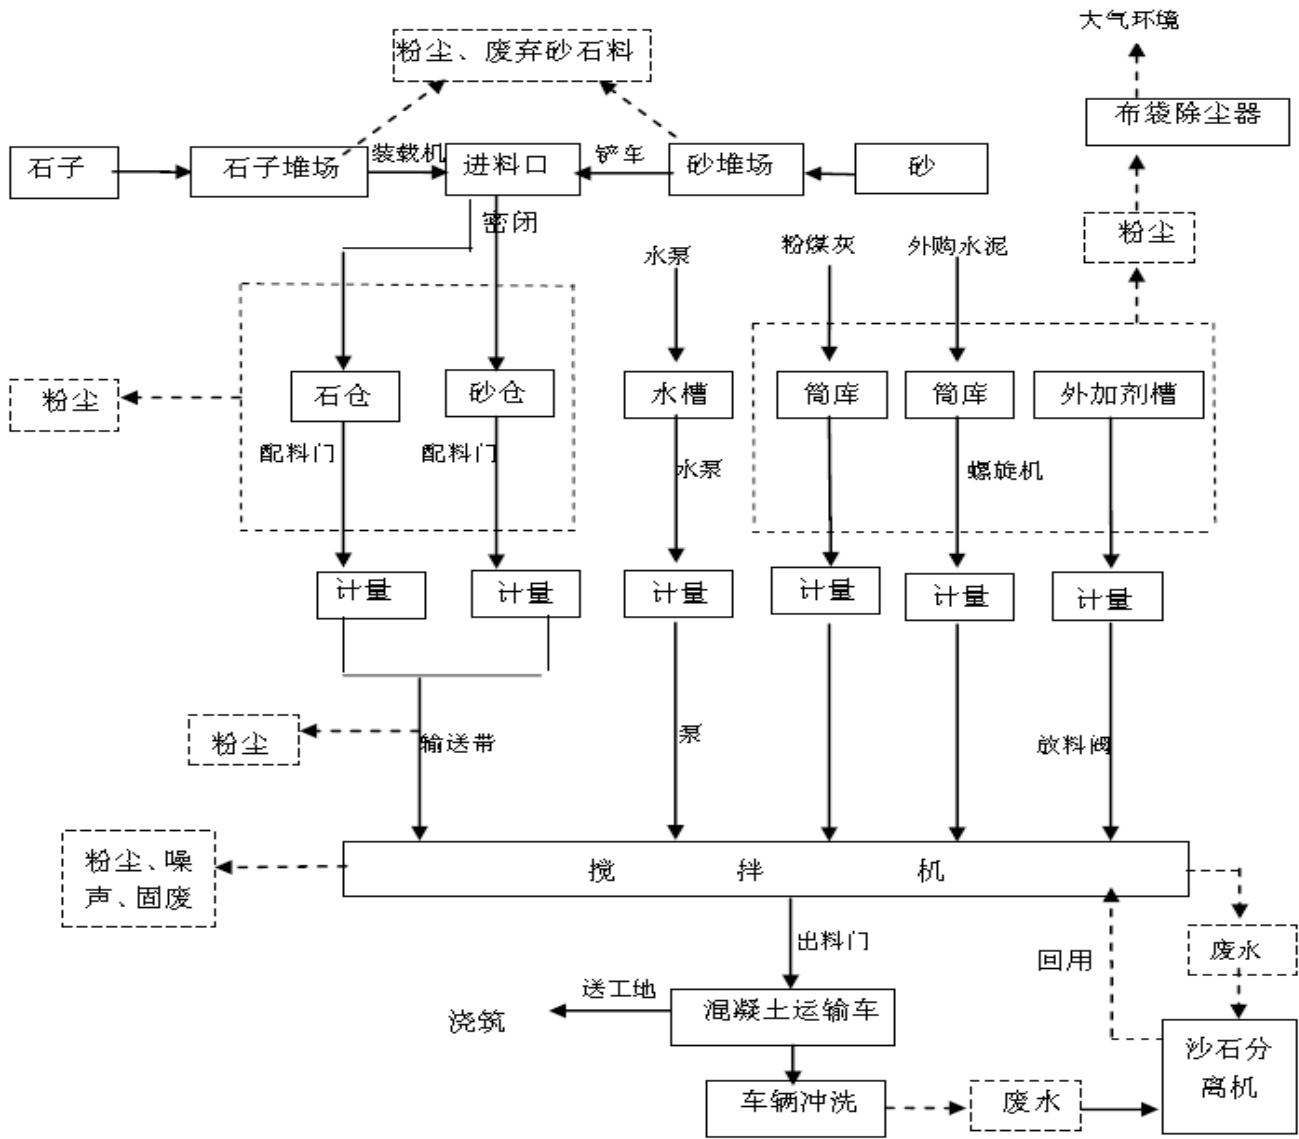 大气环境
粉尘、废弃砂石料
布袋除尘器
石子
石子堆场
装载机
进料口
铲车
砂堆场
砂
密闭
粉尘
水泵
粉煤灰
外购水泥
粉尘
石仓
砂仓
水槽
筒库
筒库
外加剂槽
配料门
配料门
水泵
螺旋机
计量
计量
计量
计量
计量
计量
粉尘
输送带
泵
放料阀
粉尘、噪
声、固废
搅 拌 机
出料门
回用
废水
送工地
浇筑
混凝土运输车
沙石分
离机
车辆冲洗
废水